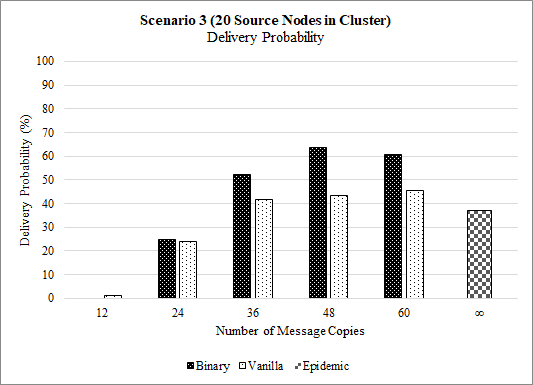 Scenario 3 (20 Source Nodes in Cluster)
Delivery Probability
Delivery Probability (%)
100
90
80
70
60
50
40
30
20
10
0
12 24 36 48 60 ∞
Number of Message Copies
Binary Vanilla Epidemic